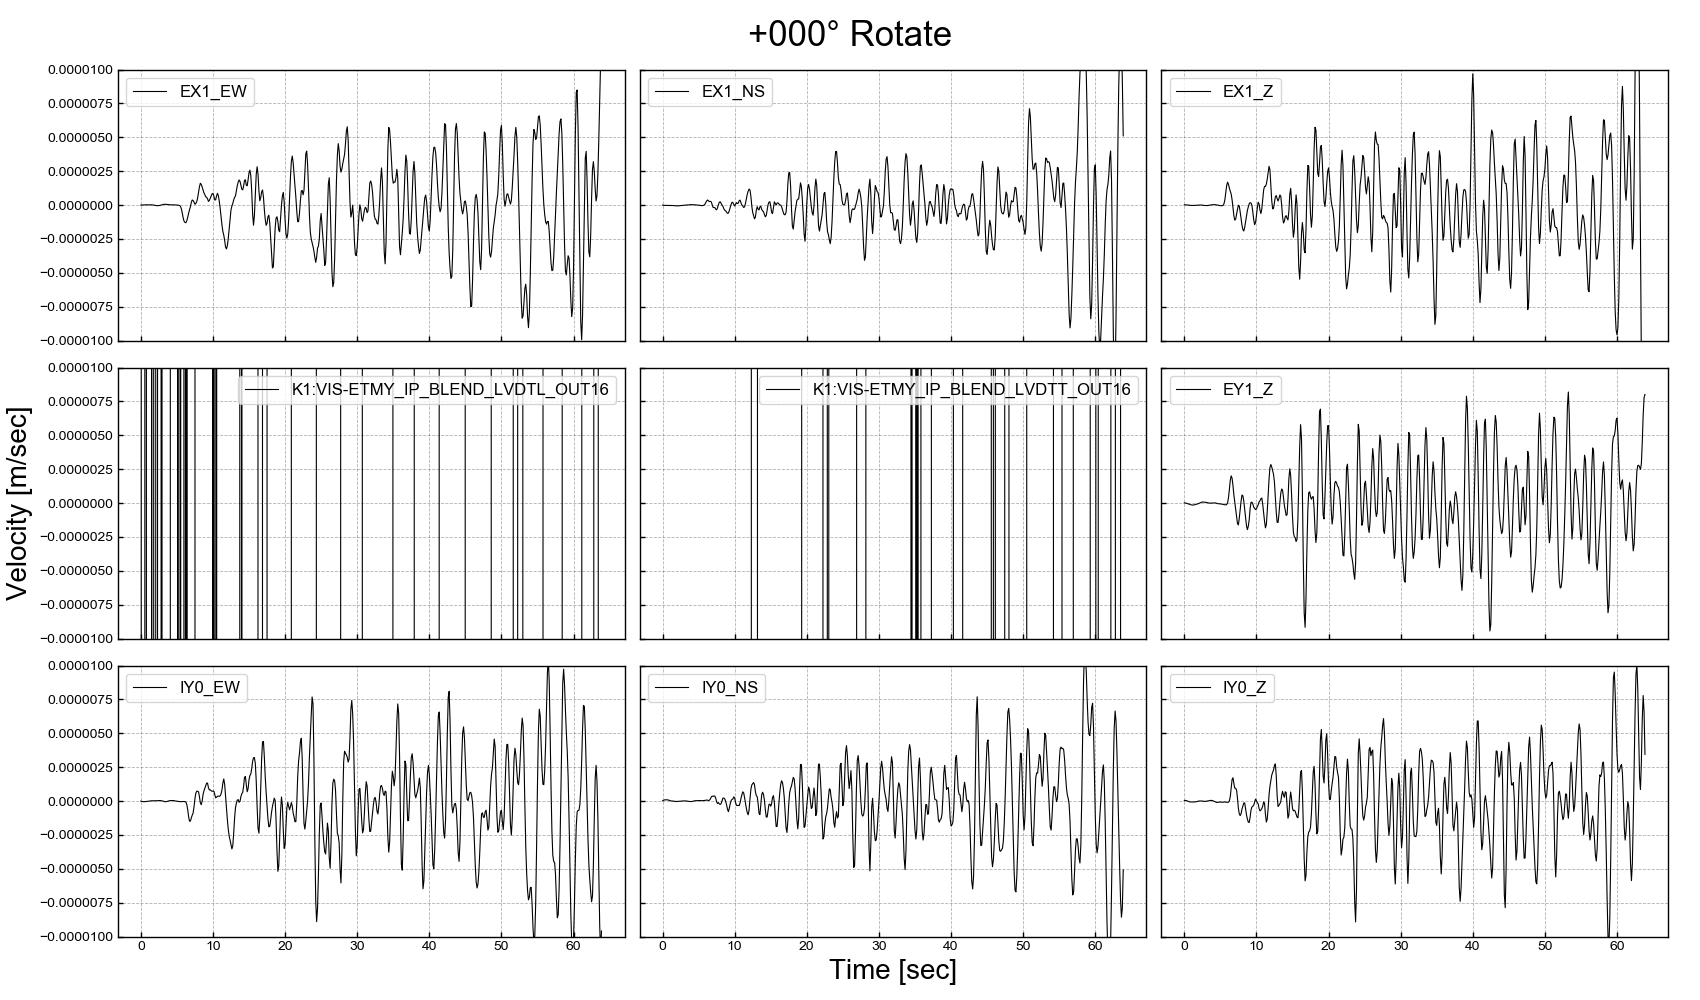 +000° Rotate
0.0000100
0.0000075
0.0000050
0.0000025
0.0000000
−0.0000025
−0.0000050
−0.0000075
−0.0000100
EX1_EW
EX1_NS
EX1_Z
0.0000100
0.0000075
0.0000050
0.0000025
0.0000000
−0.0000025
−0.0000050
−0.0000075
−0.0000100
K1:VIS-ETMY_IP_BLEND_LVDTL_OUT16
K1:VIS-ETMY_IP_BLEND_LVDTT_OUT16
EY1_Z
Velocity [m/sec]
0.0000100
0.0000075
0.0000050
0.0000025
0.0000000
−0.0000025
−0.0000050
−0.0000075
−0.0000100
IY0_EW
IY0_NS
IY0_Z
0 10 20 30 40 50 60
0 10 20 30 40 50 60
0 10 20 30 40 50 60
Time [sec]